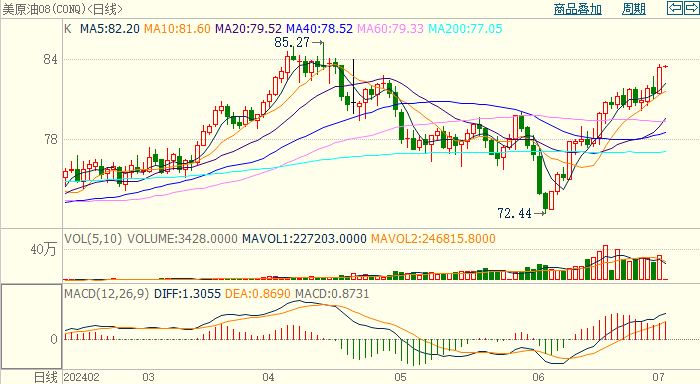 美原油08(CONQ)<日线> 商品叠加 周期
K MA5:82.20 MA10:81.60 MA20:79.52 MA40:78.52 MA60:79.33 MA200:77.05
85.27
84
78
72.44
VOL(5,10) VOLUME:3428.0000 MAVOL1:227203.0000 MAVOL2:246815.8000
40万
MACD(12,26,9) DIFF:1.3055 DEA:0.8690 MACD:0.8731
0
日线 202402 03 04 05 06 07